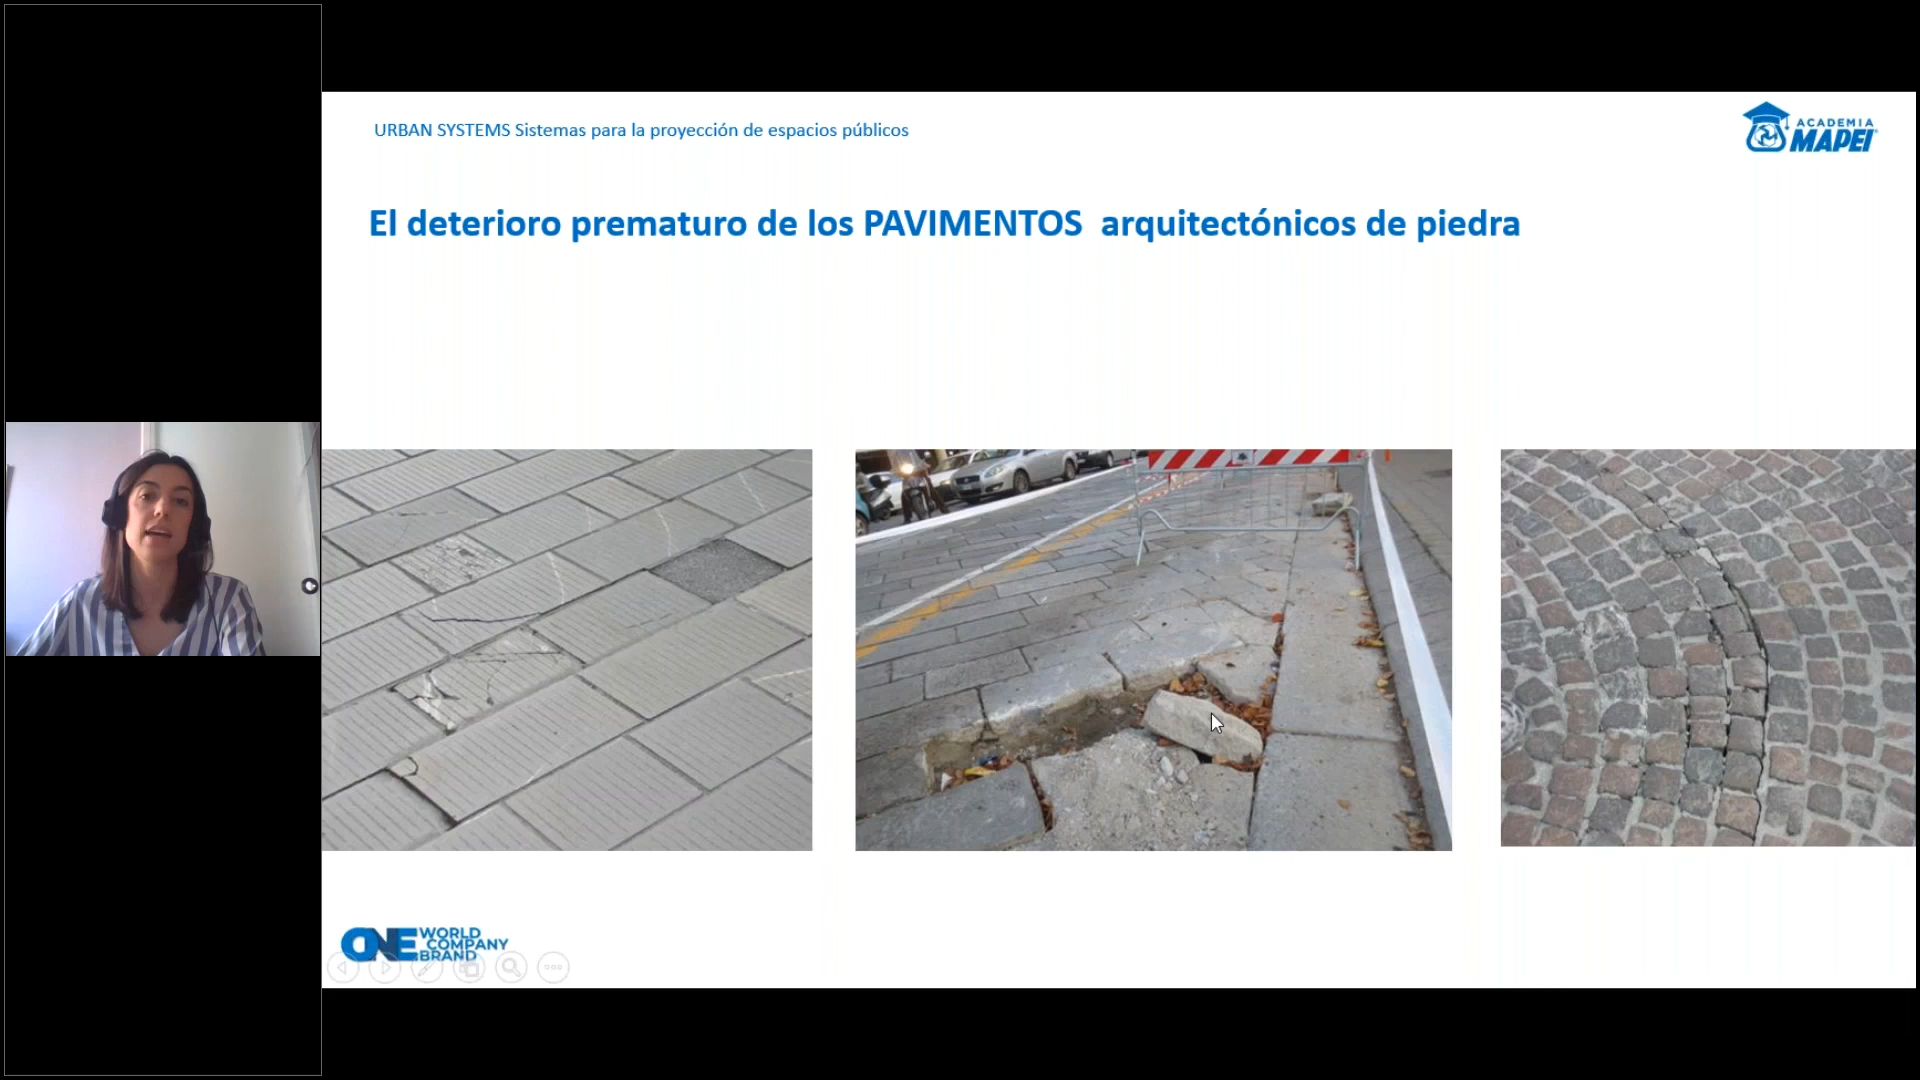 URBAN SYSTEMS Sistemas para la proyección de espacios públicos
ACADEMIA
MAPEI
El deterioro prematuro de los PAVIMENTOS arquitectónicos de piedra
ONE WORLD
COMPANY
BRAND